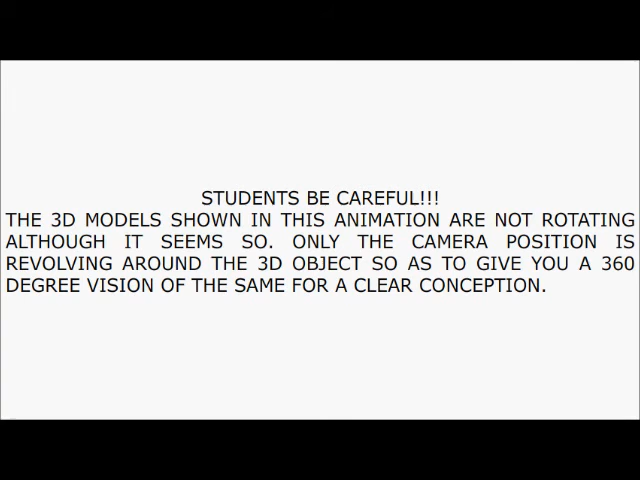 STUDENTS BE CAREFUL!!!
THE 3D MODELS SHOWN IN THIS ANIMATION ARE NOT ROTATING
ALTHOUGH IT SEEMS SO. ONLY THE CAMERA POSITION IS
REVOLVING AROUND THE 3D OBJECT SO AS TO GIVE YOU A 360
DEGREE VISION OF THE SAME FOR A CLEAR CONCEPTION.